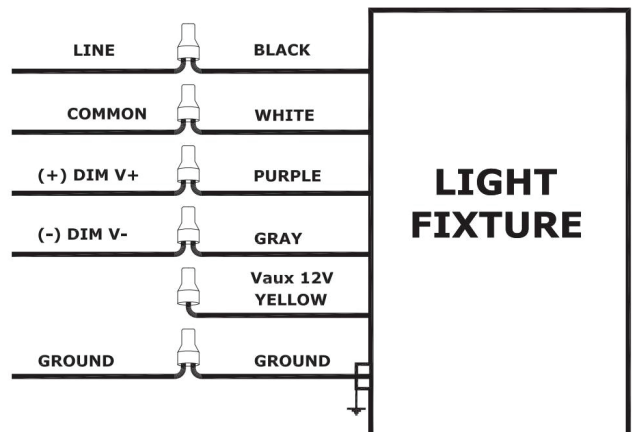 LINE BLACK
COMMON WHITE
(+) DIM V+ PURPLE
(-) DIM V- GRAY
Vaux 12V
YELLOW
GROUND GROUND
LIGHT
FIXTURE